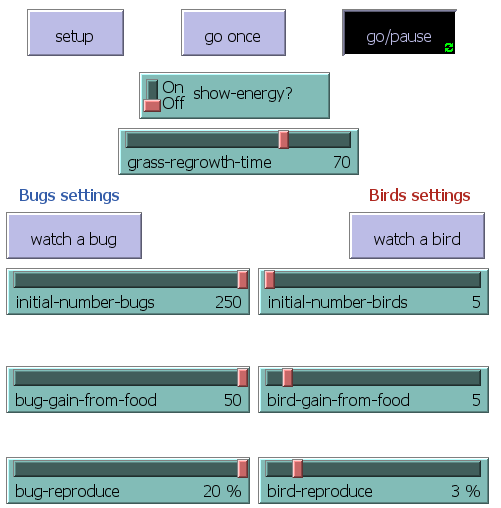 setup go once go/pause
On
Off show-energy?
grass-regrowth-time 70
Bugs settings Birds settings
watch a bug watch a bird
initial-number-bugs 250 initial-number-birds 5
bug-gain-from-food 50 bird-gain-from-food 5
bug-reproduce 20 % bird-reproduce 3 %